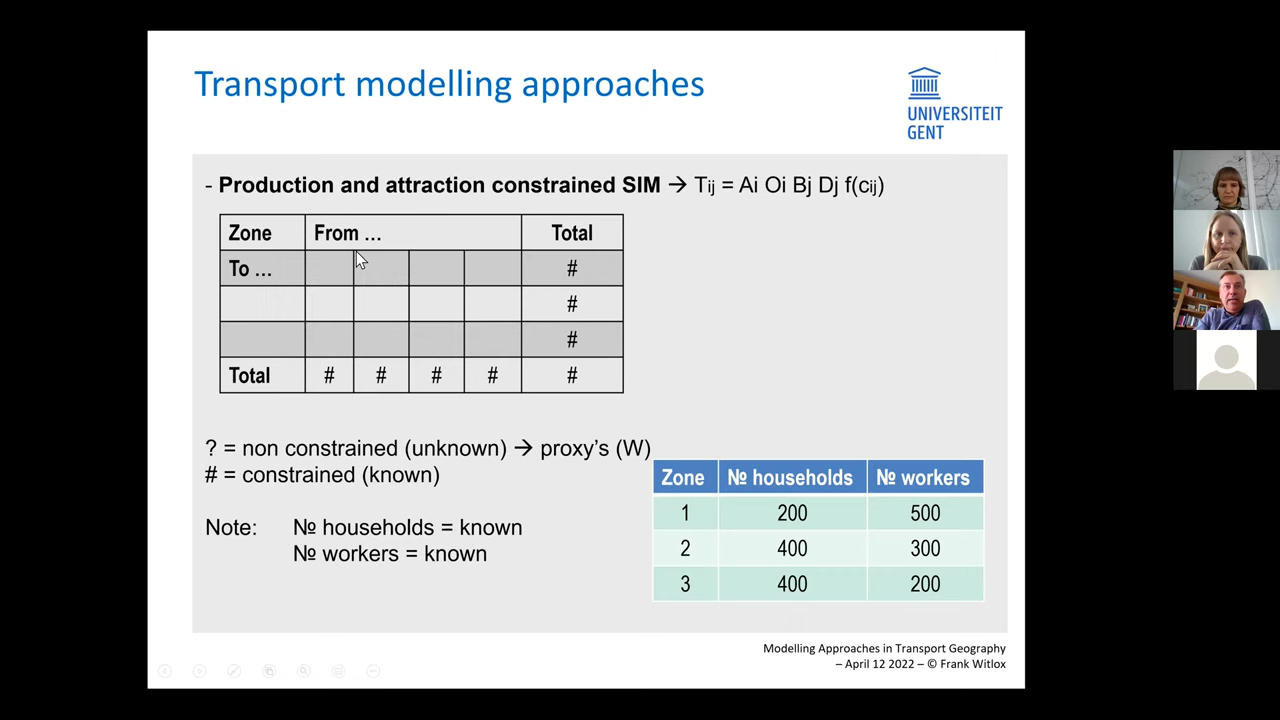 Transport modelling approaches
UNIVERSITEIT
GENT
- Production and attraction constrained SIM → Tij = Ai Oi Bj Dj f(cij)
Zone From … Total
To … #
#
#
Total # # # # #
? = non constrained (unknown) → proxy's (W)
# = constrained (known)
Note: № households = known
№ workers = known
Zone № households № workers
1 200 500
2 400 300
3 400 200
Modelling Approaches in Transport Geography
– April 12 2022 – © Frank Witlox